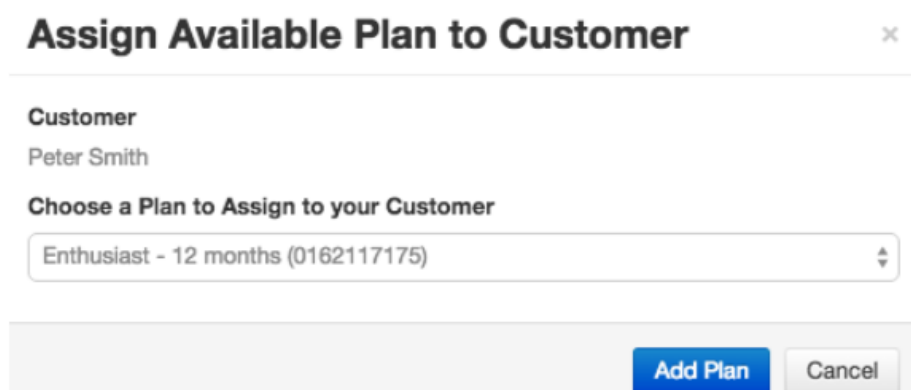 Assign Available Plan to Customer
×
Customer
Peter Smith
Choose a Plan to Assign to your Customer
Enthusiast - 12 months (0162117175)
Add Plan
Cancel